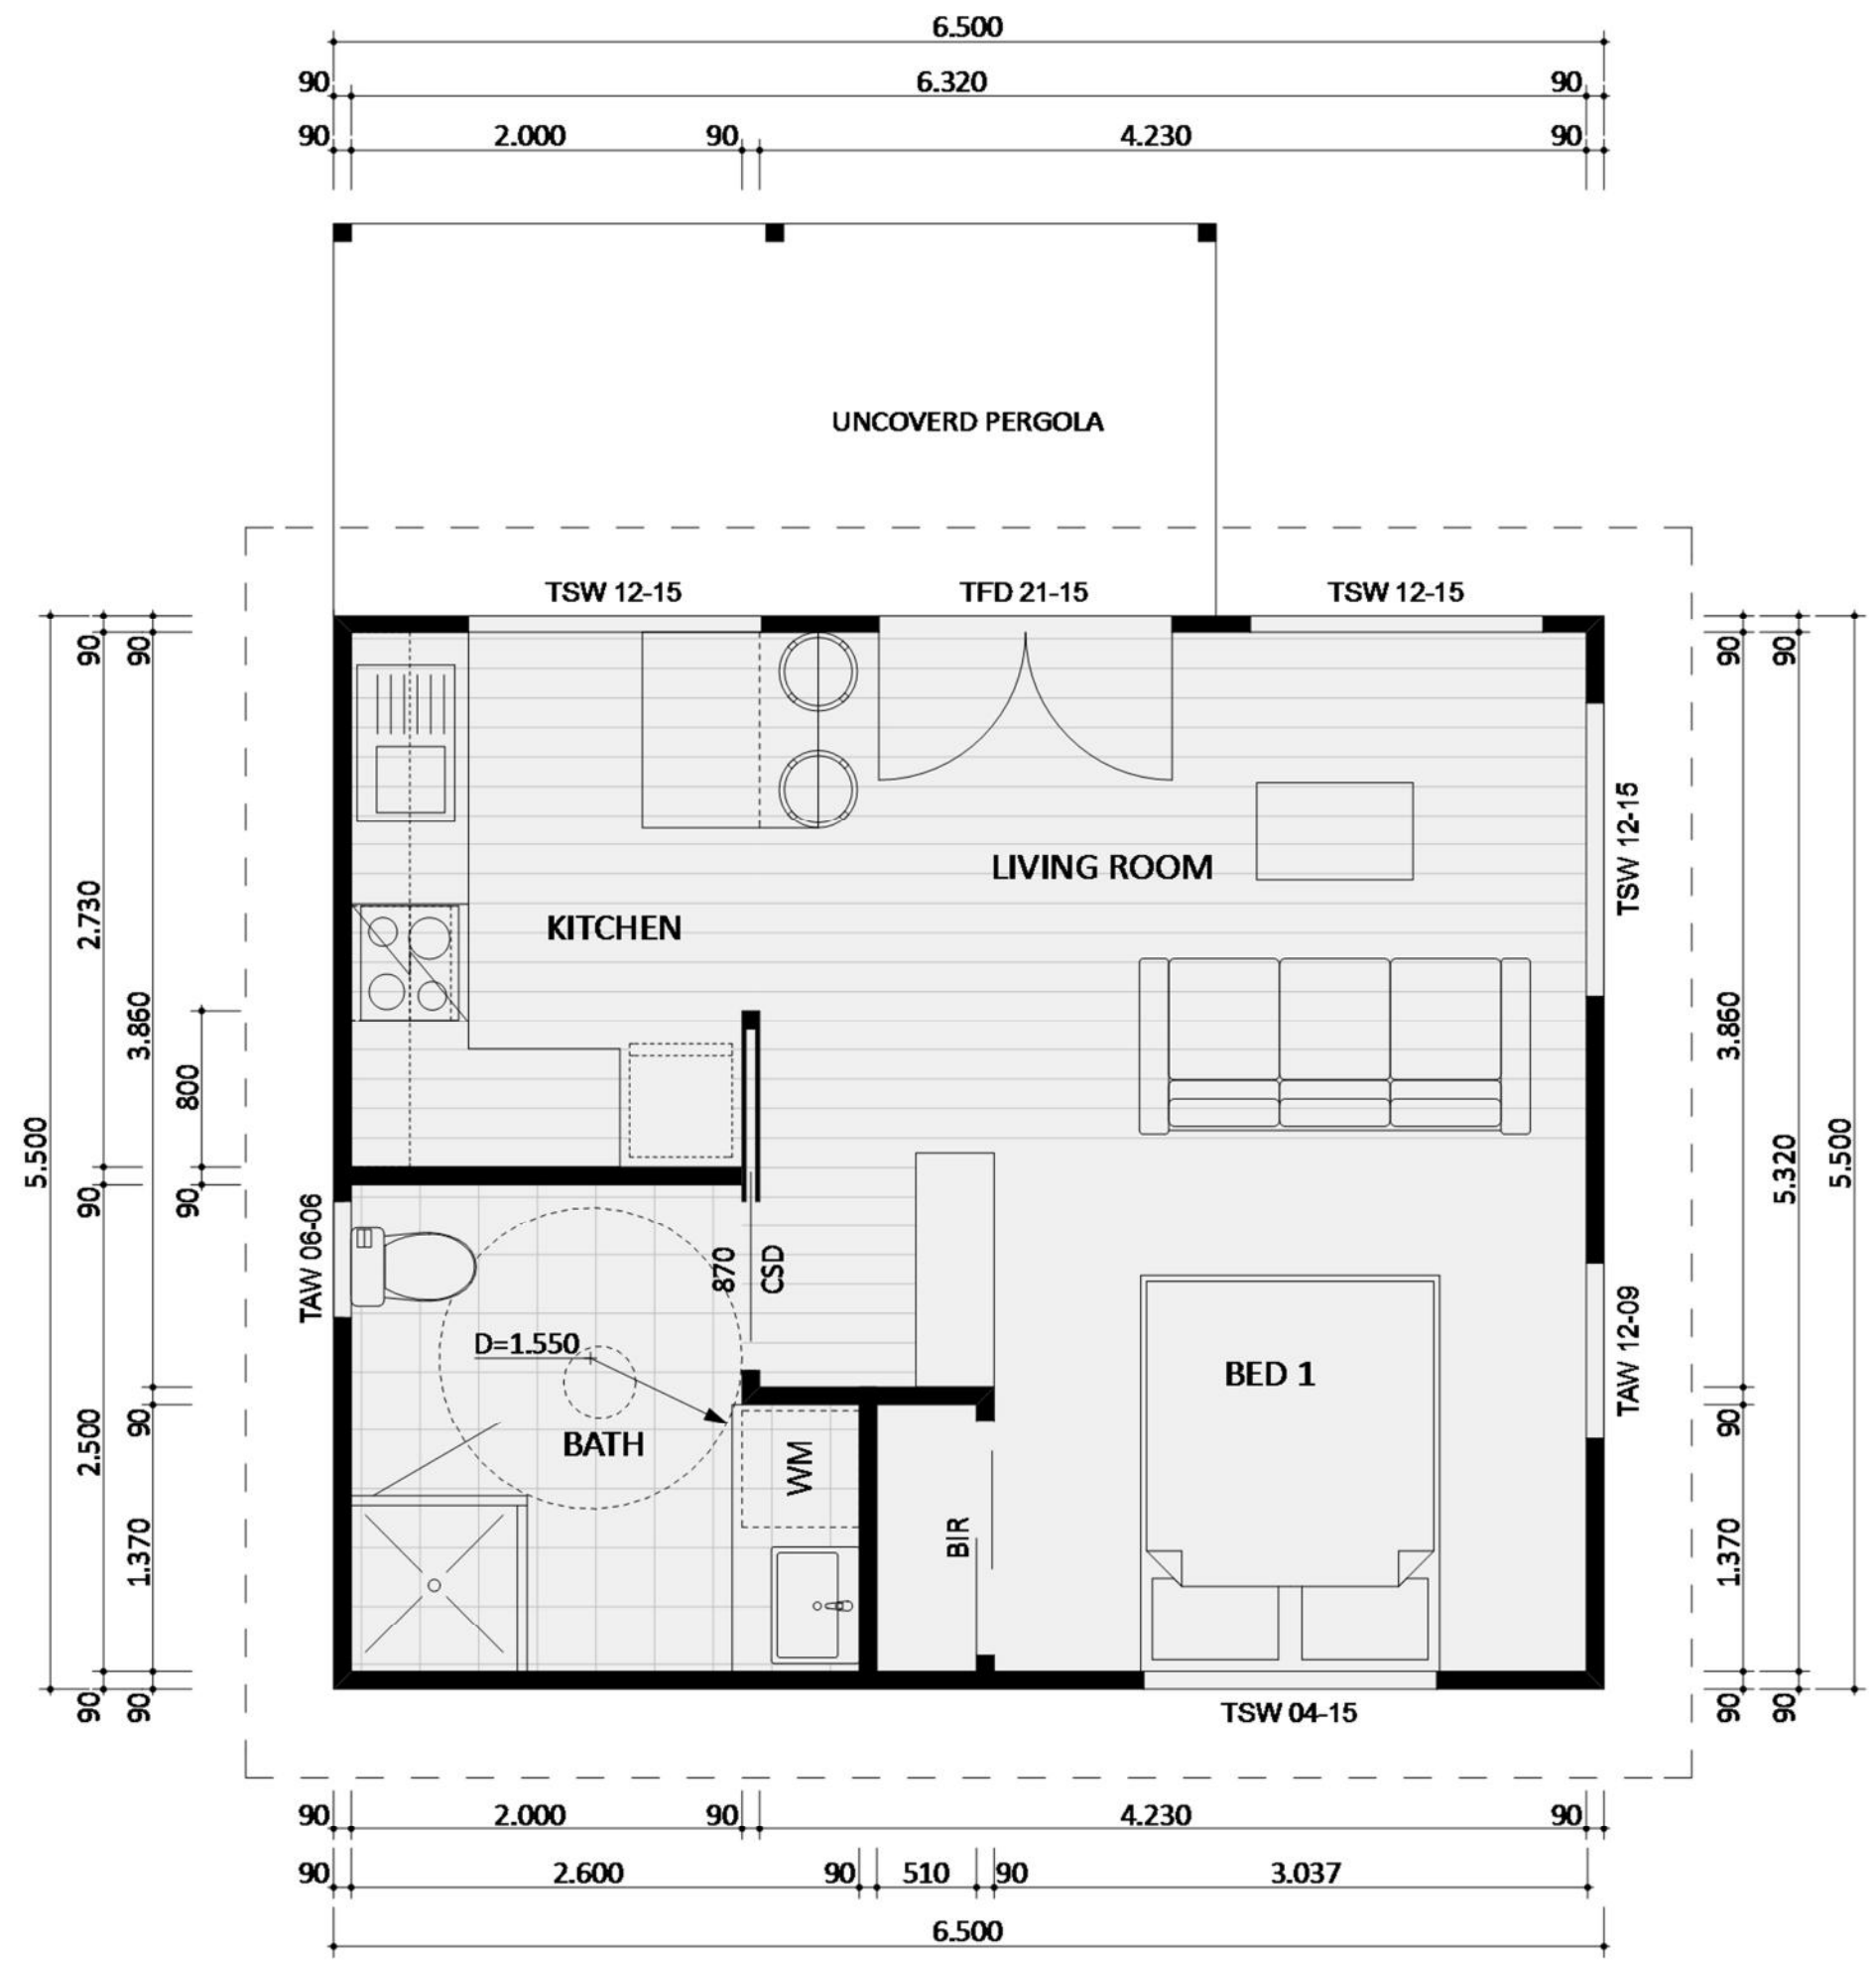 6.500
90 6.320 90
90 2.000 90 4.230 90
UNCOVERD PERGOLA
TSW 12-15 TFD 21-15 TSW 12-15
90 90 90 90
TSW 12-15
LIVING ROOM
KITCHEN
2.730
3.860
800
3.860
5.500
5.320
5.500
90 90
TAW 06-06
870
CSD
D=1.550
BED 1
TAW 12-09
BATH
WM
BIR
2.500
90
1.370
90
1.370
90 90 90 90
TSW 04-15
90 2.000 90 4.230 90
90 2.600 90 510 90 3.037
6.500